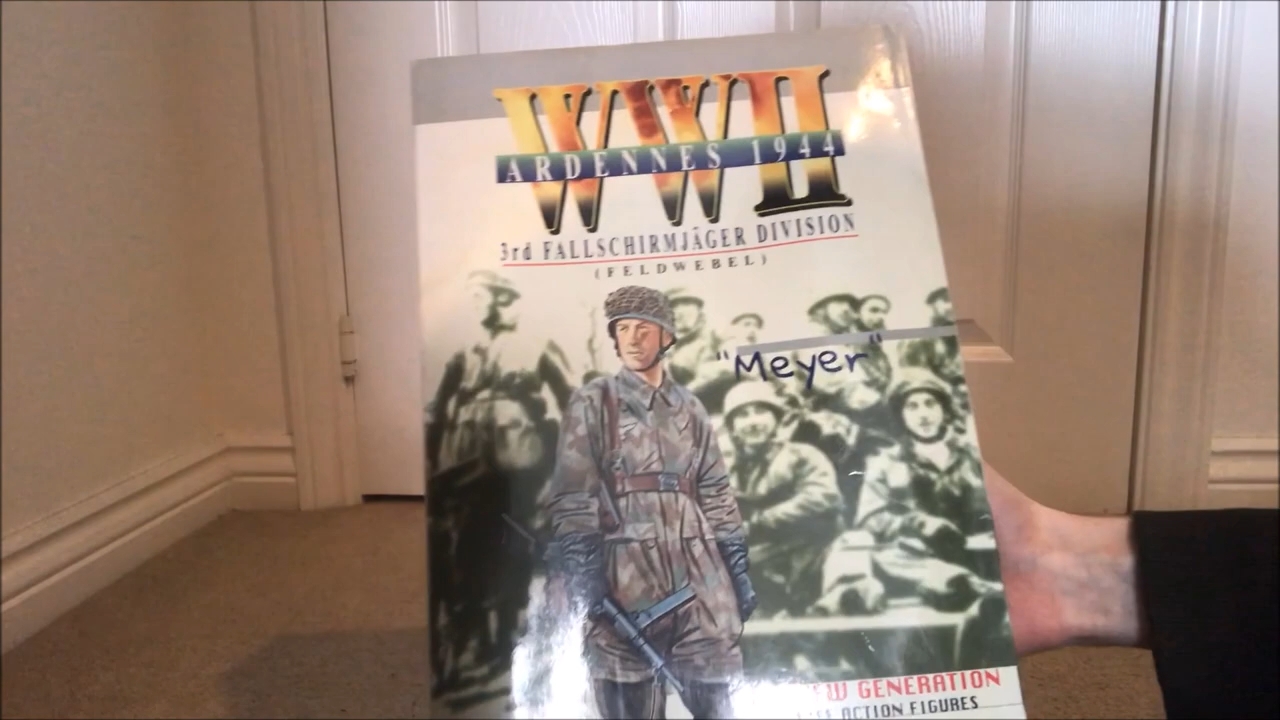 WWII
ARDENNES 1944
3rd FALLSCHIRMJÄGER DIVISION
(FELDWEBEL)
"Meyer"
GENERATION
ACTION FIGURES